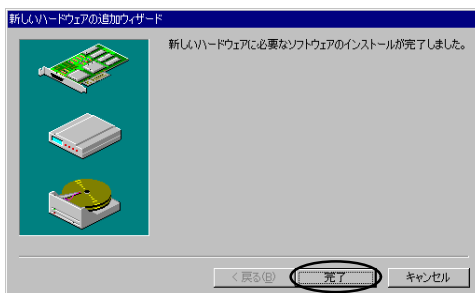 新しいハードウェアの追加ウィザード
新しいハードウェアに必要なソフトウェアのインストールが完了しました。
< 戻る(B)
完了
キャンセル